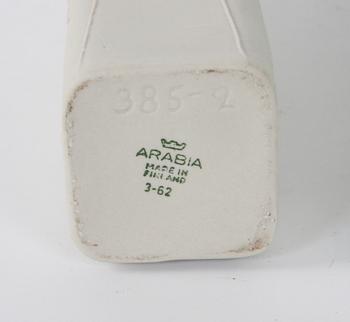 385-2
ARABIA
MADE IN
FINLAND
3-62